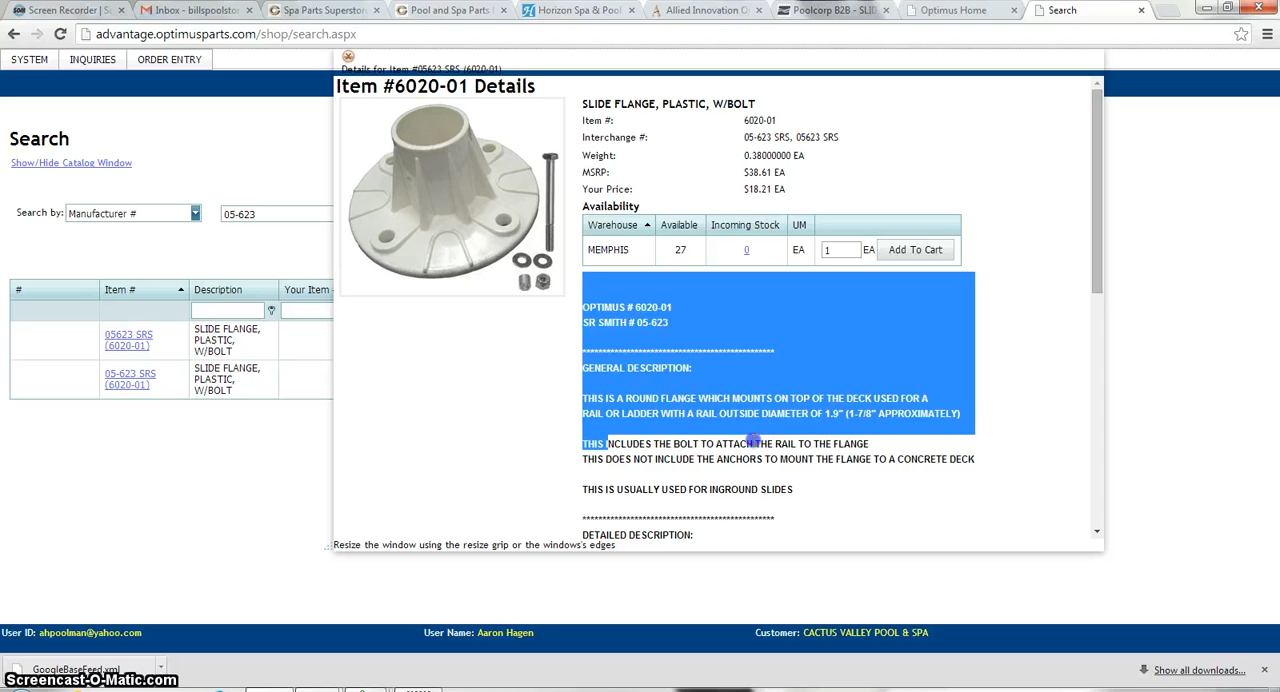 Screen Recorder | Sc
Inbox - billspoolstor
Spa Parts Superstor
Pool and Spa Parts
Horizon Spa & Pool
Allied Innovation O
Poolcorp B2B - SLID
Optimus Home
Search
advantage.optimusparts.com/shop/search.aspx
SYSTEM INQUIRIES ORDER ENTRY
Details for Item #05623 SRS (6020-01)
Item #6020-01 Details
Search
Show/Hide Catalog Window
Search by: Manufacturer # 05-623
# Item # Description Your Item
05623 SRS (6020-01)
SLIDE FLANGE,
PLASTIC,
W/BOLT
05-623 SRS
(6020-01)
SLIDE FLANGE,
PLASTIC,
W/BOLT
SLIDE FLANGE, PLASTIC, W/BOLT
Item #: 6020-01
Interchange #: 05-623 SRS, 05623 SRS
Weight: 0.38000000 EA
MSRP: $38.61 EA
Your Price: $18.21 EA
Availability
Warehouse Available Incoming Stock UM
MEMPHIS 27 0 EA 1 EA Add To Cart
OPTIMUS # 6020-01
SR SMITH # 05-623
************************************************
GENERAL DESCRIPTION:
THIS IS A ROUND FLANGE WHICH MOUNTS ON TOP OF THE DECK USED FOR A
RAIL OR LADDER WITH A RAIL OUTSIDE DIAMETER OF 1.9" (1-7/8" APPROXIMATELY)
THIS INCLUDES THE BOLT TO ATTACH THE RAIL TO THE FLANGE
THIS DOES NOT INCLUDE THE ANCHORS TO MOUNT THE FLANGE TO A CONCRETE DECK
THIS IS USUALLY USED FOR INGROUND SLIDES
************************************************
DETAILED DESCRIPTION:
Resize the window using the resize grip or the windows's edges
User ID: ahpoolman@yahoo.com User Name: Aaron Hagen Customer: CACTUS VALLEY POOL & SPA
GoogleBaseFeed.xml
Show all downloads...
Screencast-O-Matic.com